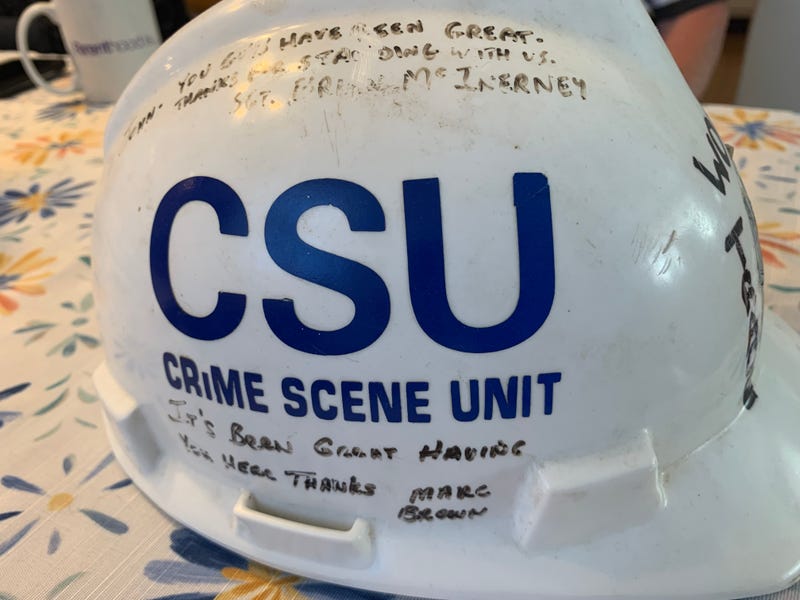 Parenthood
YOU GUYS HAVE BEEN GREAT.
THANKS FOR STANDING WITH US.
SGT. BRIAN MCINERNEY
CSU
CRIME SCENE UNIT
IT'S BEEN GREAT HAVING
YOU HERE THANKS MARC
BROWN